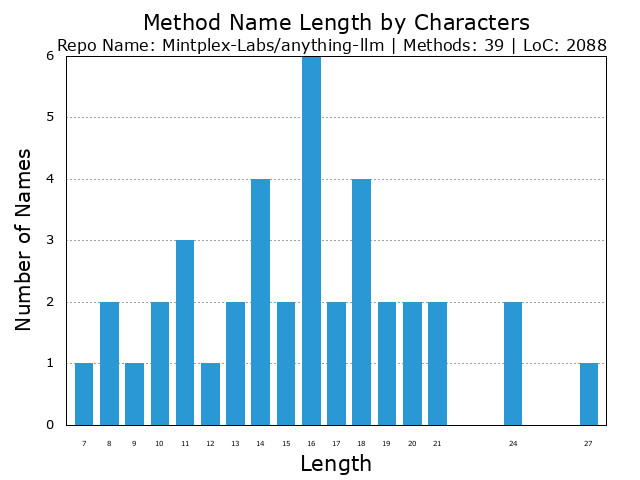 Method Name Length by Characters
Repo Name: Mintplex-Labs/anything-llm | Methods: 39 | LoC: 2088
6
5
4
3
2
1
0
Number of Names
7 8 9 10 11 12 13 14 15 16 17 18 19 20 21 24 27
Length